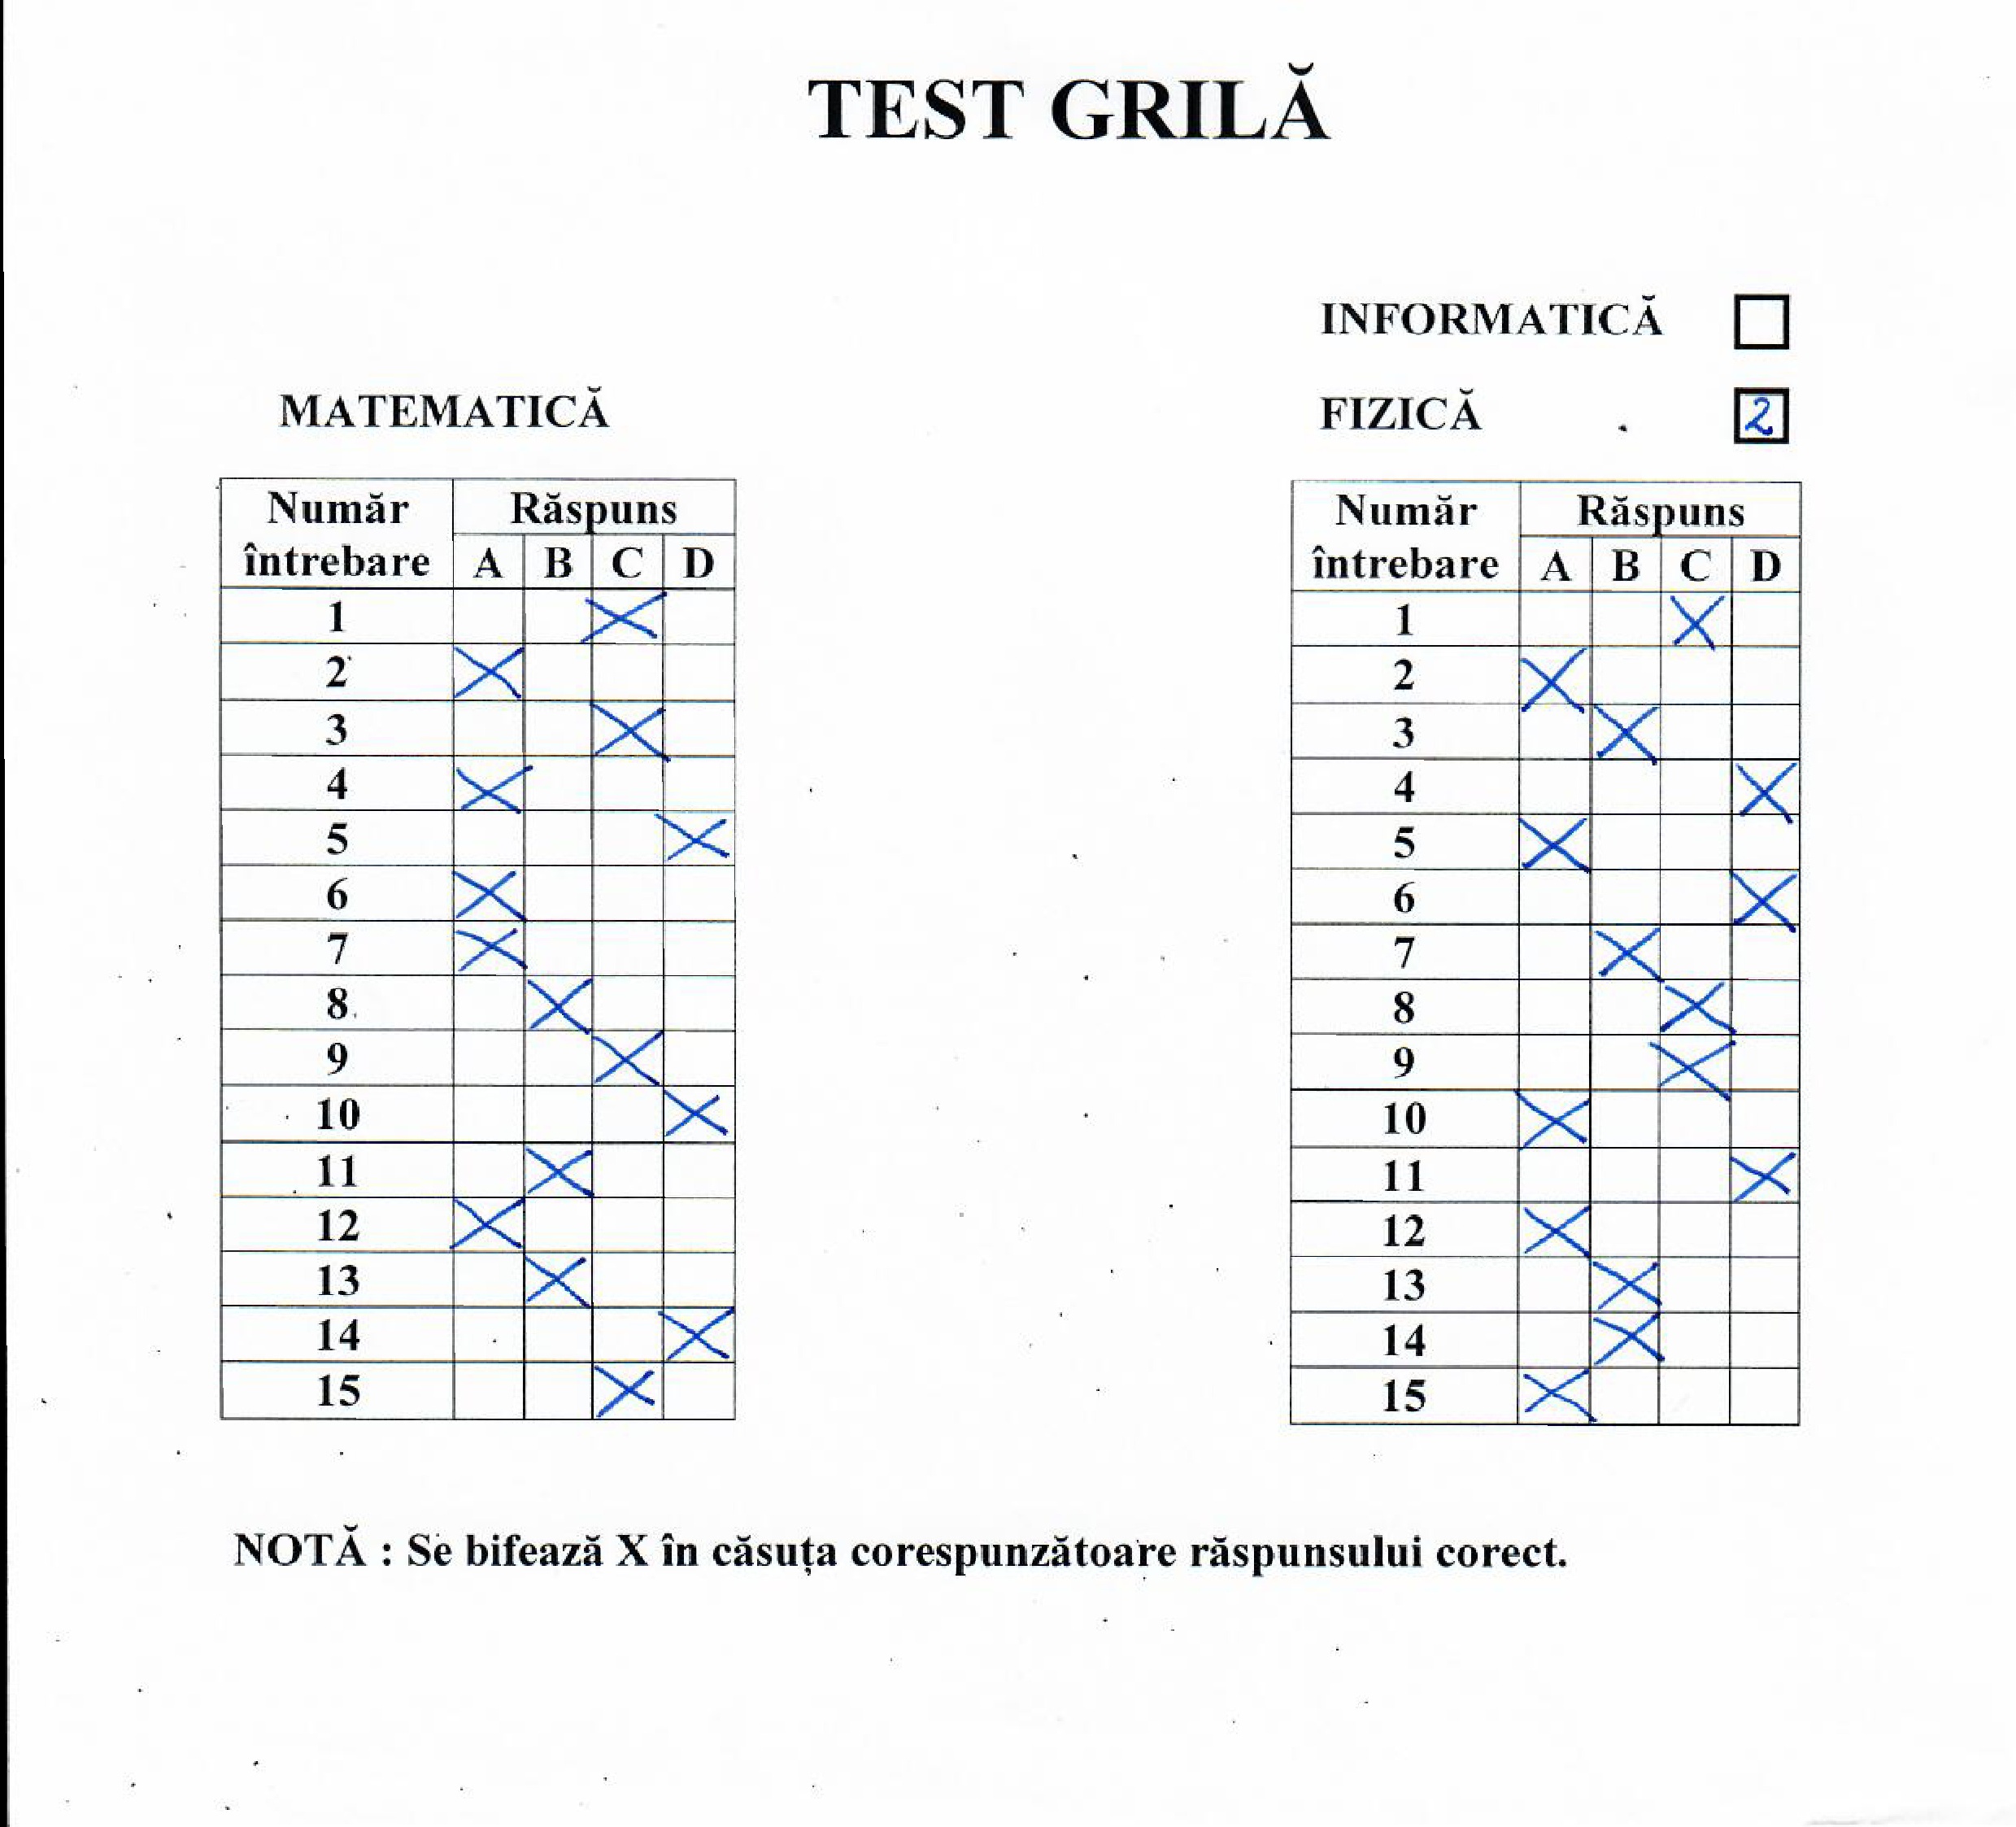 TEST GRILĂ
INFORMATICĂ
FIZICĂ 2
MATEMATICĂ
Număr întrebare Răspuns
A B C D
1 X
2 X
3 X
4 X
5 X
6 X
7 X
8 X
9 X
10 X
11 X
12 X
13 X
14 X
15 X
Număr întrebare Răspuns
A B C D
1 X
2 X
3 X
4 X
5 X
6 X
7 X
8 X
9 X
10 X
11 X
12 X
13 X
14 X
15 X
NOTĂ : Se bifează X în căsuța corespunzătoare răspunsului corect.